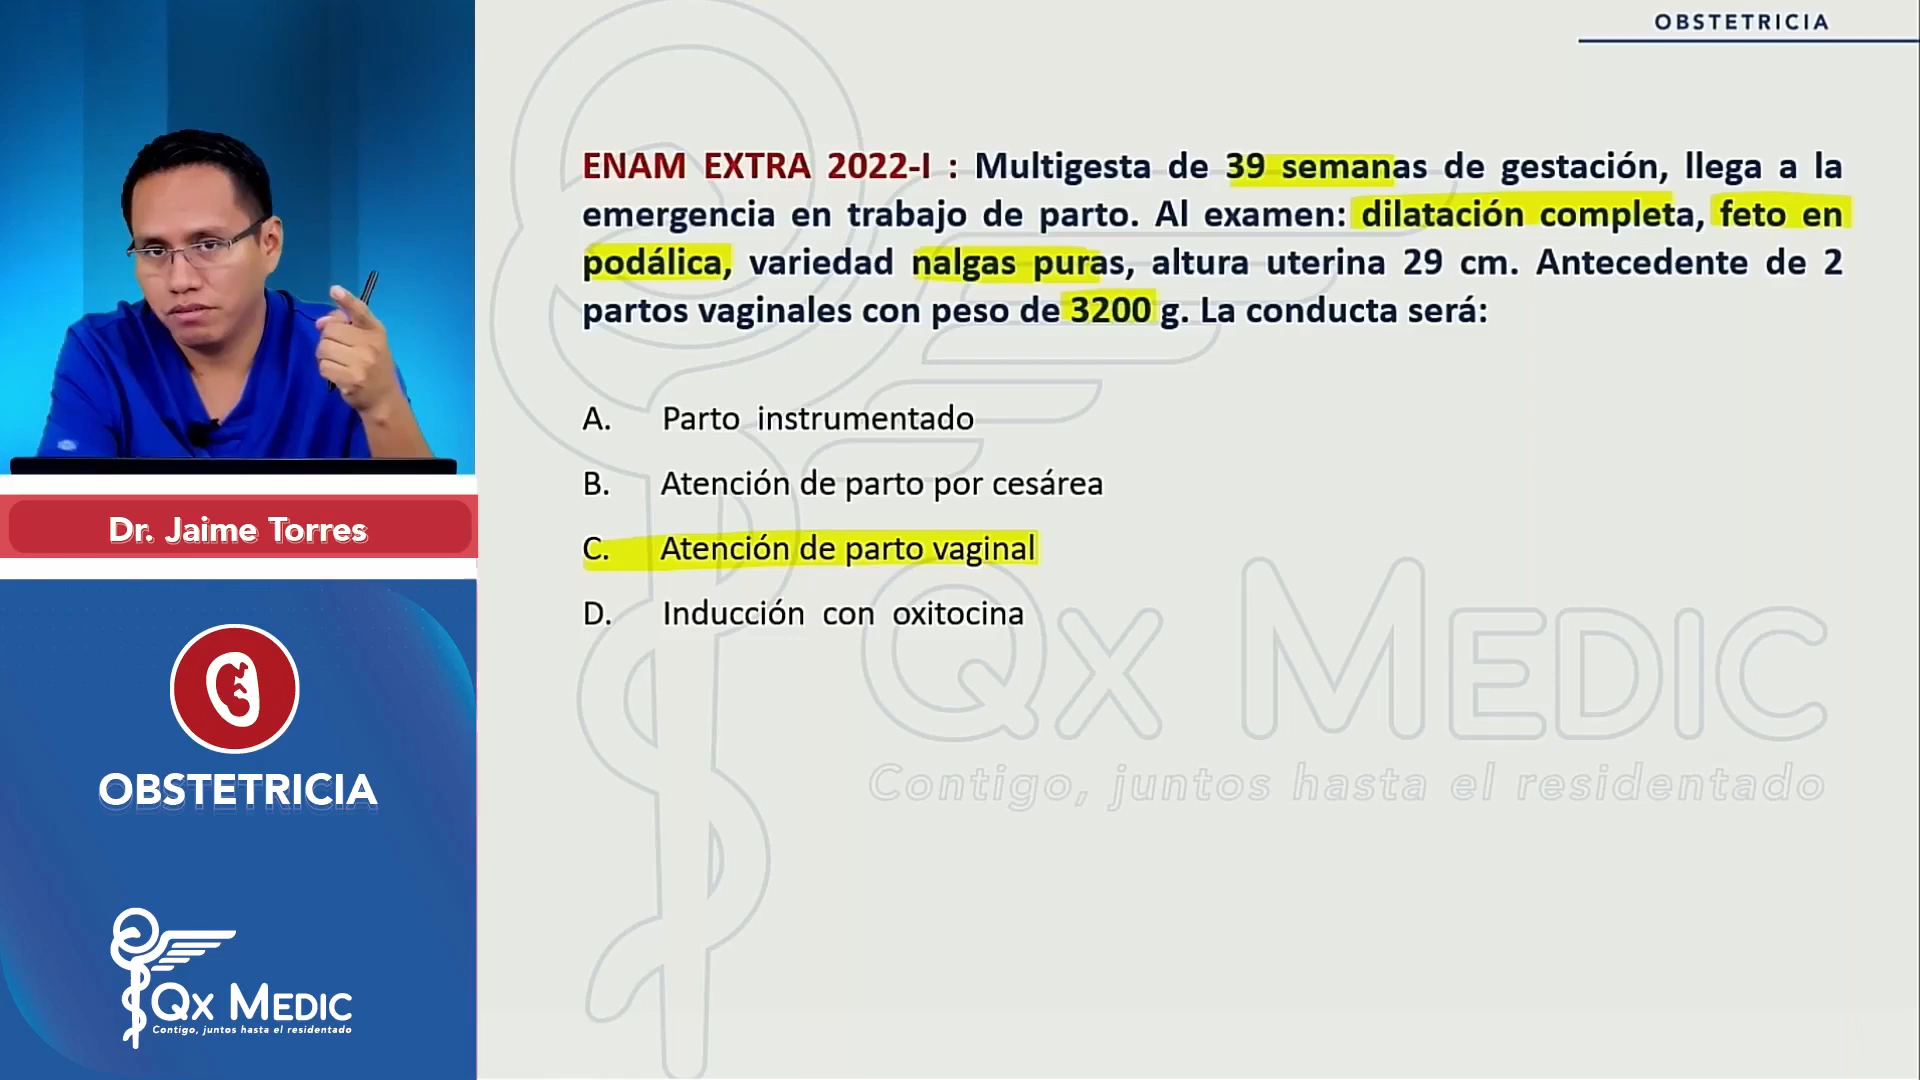 OBSTETRICIA
ENAM EXTRA 2022-I : Multigesta de 39 semanas de gestación, llega a la
emergencia en trabajo de parto. Al examen: dilatación completa, feto en
podálica, variedad nalgas puras, altura uterina 29 cm. Antecedente de 2
partos vaginales con peso de 3200 g. La conducta será:
A. Parto instrumentado
B. Atención de parto por cesárea
C. Atención de parto vaginal
D. Inducción con oxitocina
Dr. Jaime Torres
OBSTETRICIA
Qx MEDIC
Contigo, juntos hasta el residentado
Qx MEDIC
Contigo, juntos hasta el residentado